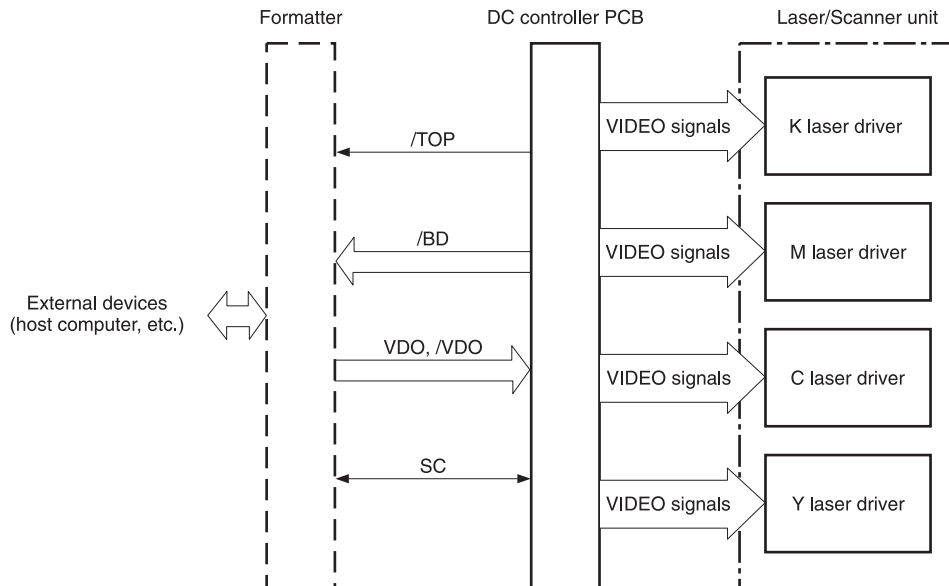 Formatter
DC controller PCB
Laser/Scanner unit
VIDEO signals
K laser driver
/TOP
/BD
VIDEO signals
M laser driver
External devices
(host computer, etc.)
VDO, /VDO
VIDEO signals
C laser driver
SC
VIDEO signals
Y laser driver